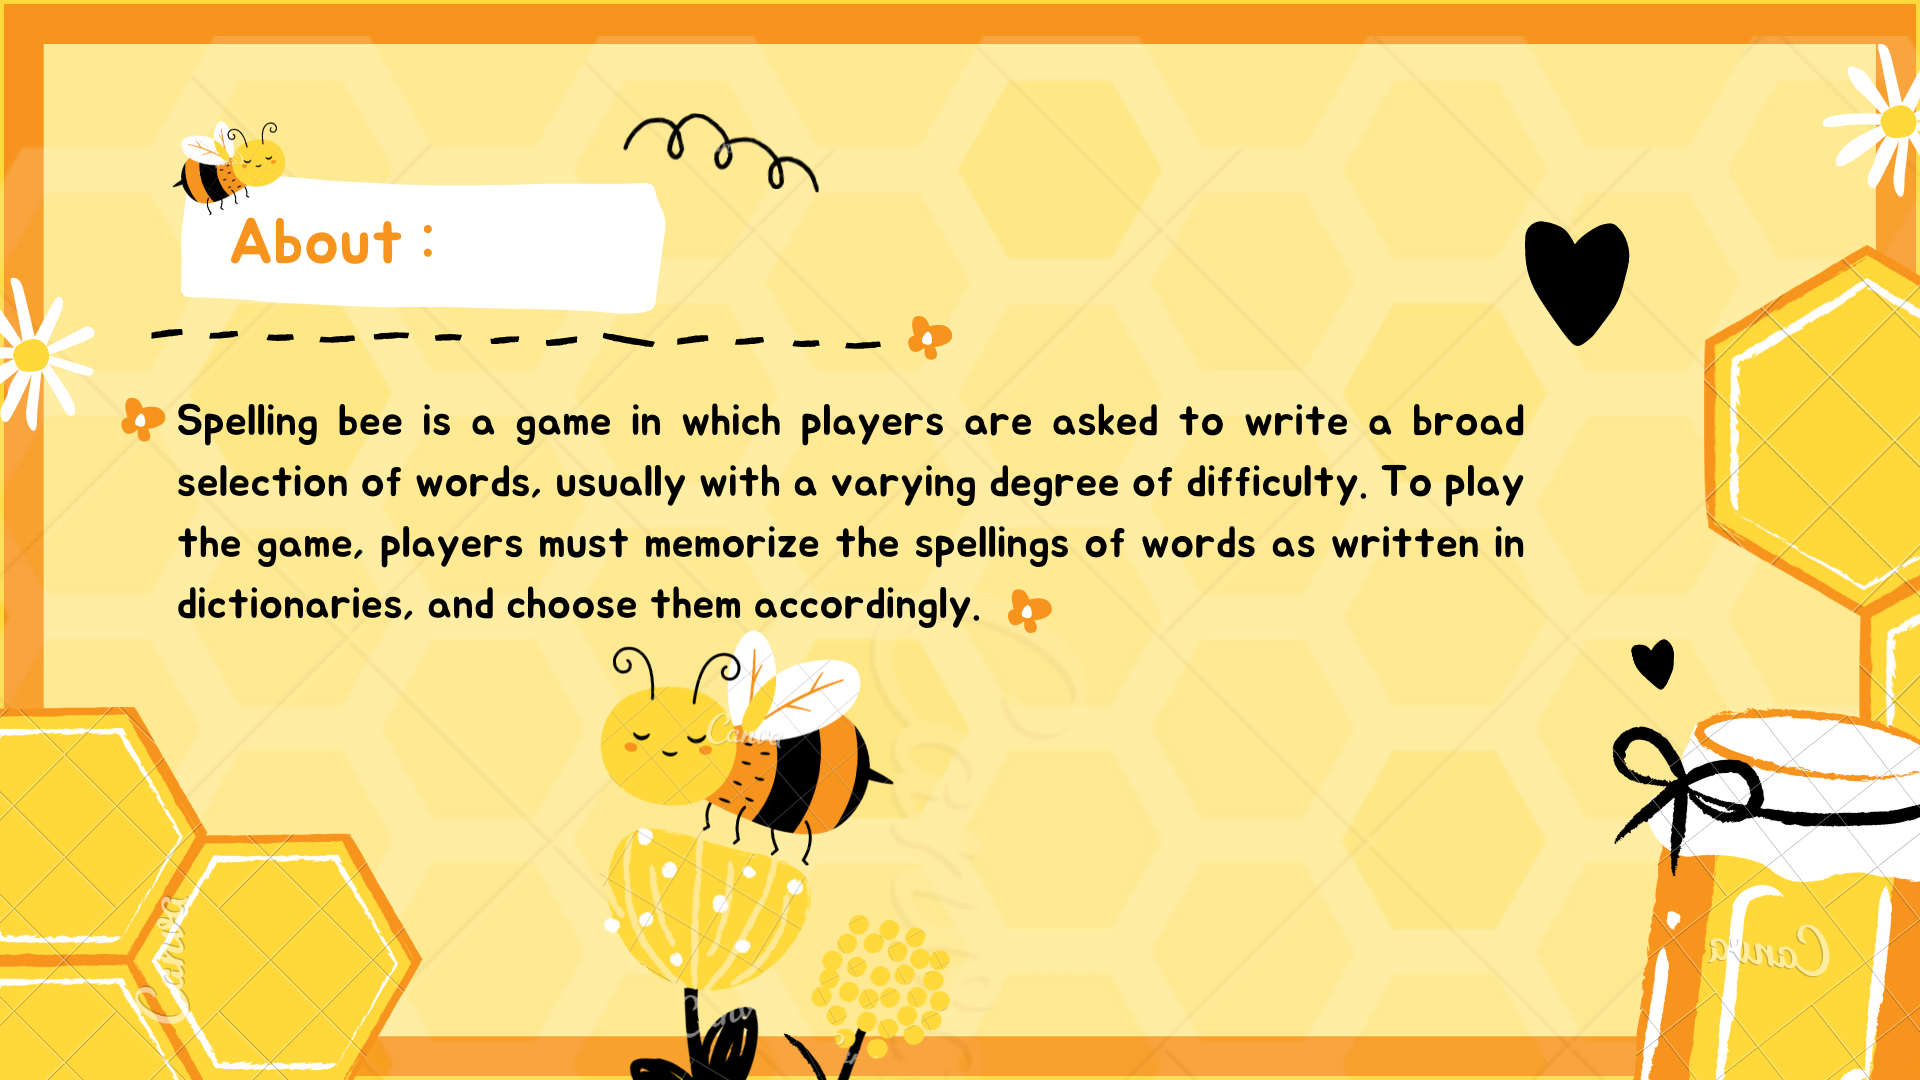 About :
Spelling bee is a game in which players are asked to write a broad
selection of words, usually with a varying degree of difficulty. To play
the game, players must memorize the spellings of words as written in
dictionaries, and choose them accordingly.
Canva
Canva
Canva
Canva